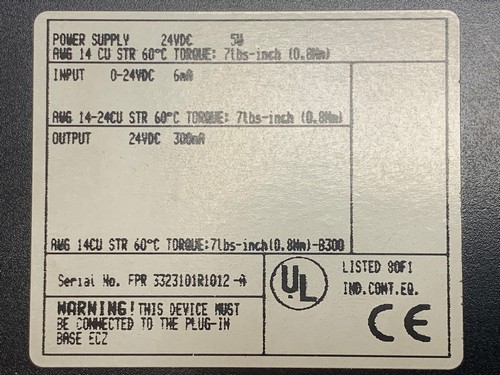 POWER SUPPLY 24VDC 5W
AWG 14 CU STR 60°C TORQUE: 7lbs-inch (0.8Nm)
INPUT 0-24VDC 6mA
AWG 14-24CU STR 60°C TORQUE: 7lbs-inch (0.8Nm)
OUTPUT 24VDC 300mA
AWG 14CU STR 60°C TORQUE:7lbs-inch(0.8Nm)-B300
Serial No. FPR 3323101R1012 -A
UL
LISTED 80F1
IND.CONT.EQ.
WARNING! THIS DEVICE MUST
BE CONNECTED TO THE PLUG-IN
BASE ECZ
CE